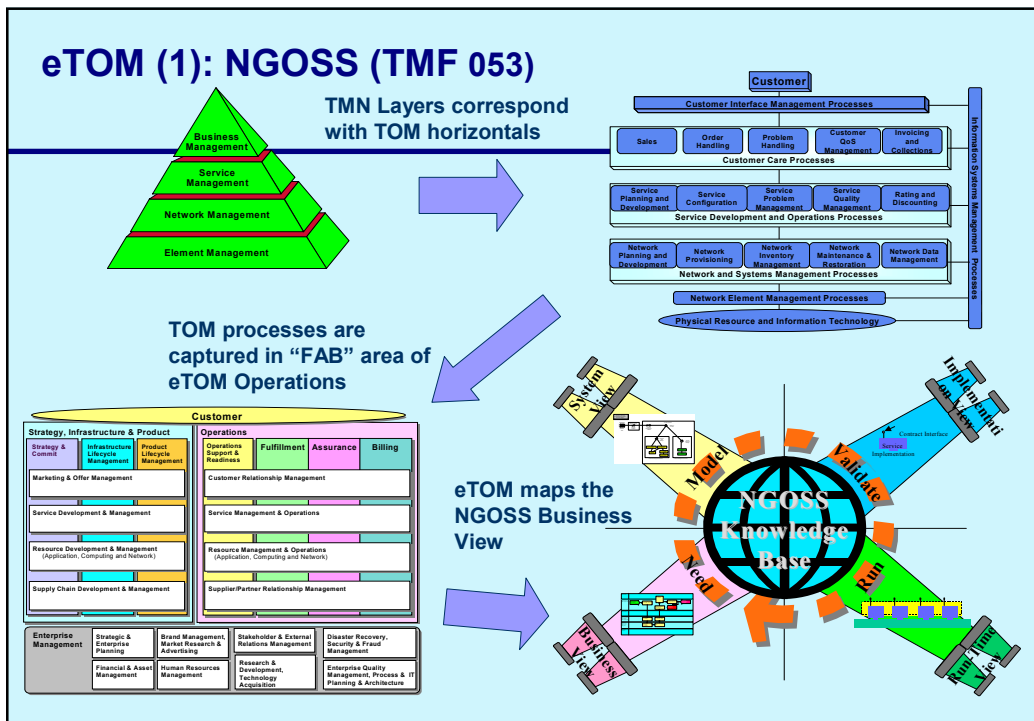 eTOM (1): NGOSS (TMF 053)
TMN Layers correspond
with TOM horizontals
Business
Management
Service
Management
Network Management
Element Management
Customer
Customer Interface Management Processes
Sales
Order
Handling
Problem
Handling
Customer
QoS
Management
Invoicing
and
Collections
Customer Care Processes
Service
Planning and
Development
Service
Configuration
Service
Problem
Management
Service
Quality
Management
Rating and
Discounting
Service Development and Operations Processes
Network
Planning and
Development
Network
Provisioning
Network
Inventory
Management
Network
Maintenance &
Restoration
Network Data
Management
Network and Systems Management Processes
Network Element Management Processes
Physical Resource and Information Technology
Information Systems Management Processes
TOM processes are
captured in “FAB” area of
eTOM Operations
Customer
Strategy, Infrastructure & Product
Strategy &
Commit
Infrastructure
Lifecycle
Management
Product
Lifecycle
Management
Marketing & Offer Management
Service Development & Management
Resource Development & Management
(Application, Computing and Network)
Supply Chain Development & Management
Operations
Operations
Support &
Readiness
Fulfillment
Assurance
Billing
Customer Relationship Management
Service Management & Operations
Resource Management & Operations
(Application, Computing and Network)
Supplier/Partner Relationship Management
Enterprise
Management
Strategic &
Enterprise
Planning
Brand Management,
Market Research &
Advertising
Stakeholder & External
Relations Management
Disaster Recovery,
Security & Fraud
Management
Financial & Asset
Management
Human Resources
Management
Research &
Development,
Technology
Acquisition
Enterprise Quality
Management, Process & IT
Planning & Architecture
eTOM maps the
NGOSS Business
View
System
View
Implementati
on View
Contract Interface
Service
Implementation
Model
Validate
NGOSS
Knowledge
Base
Need
Run
Business
View
Run-Time
View